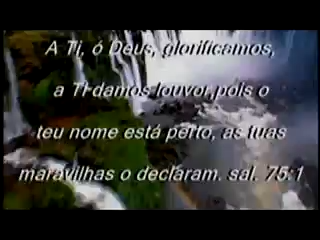 A Ti, ó Deus, glorificamos,
a Ti damos louvor, pois o
teu nome está perto, as tuas
maravilhas o declaram. sal. 75:1